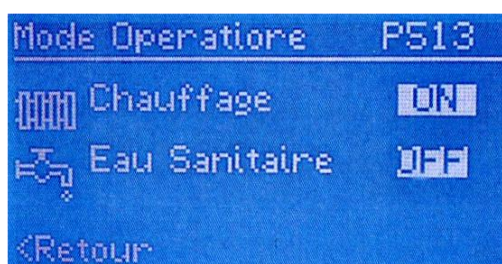 Mode Operatiore P513
Chauffage ON
Eau Sanitaire OFF
<Retour